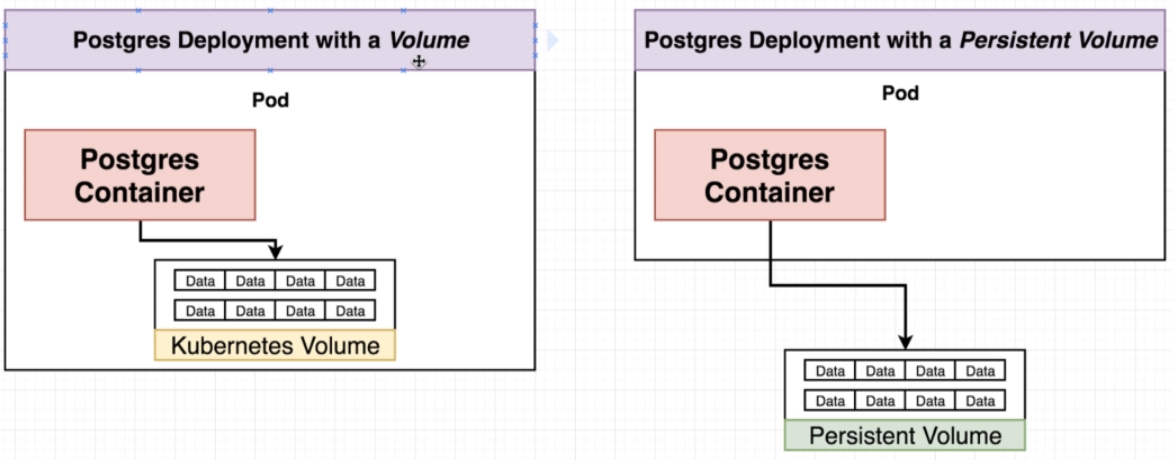 Postgres Deployment with a Volume
Pod
Postgres
Container
Data Data Data Data
Data Data Data Data
Kubernetes Volume
Postgres Deployment with a Persistent Volume
Pod
Postgres
Container
Data Data Data Data
Data Data Data Data
Persistent Volume